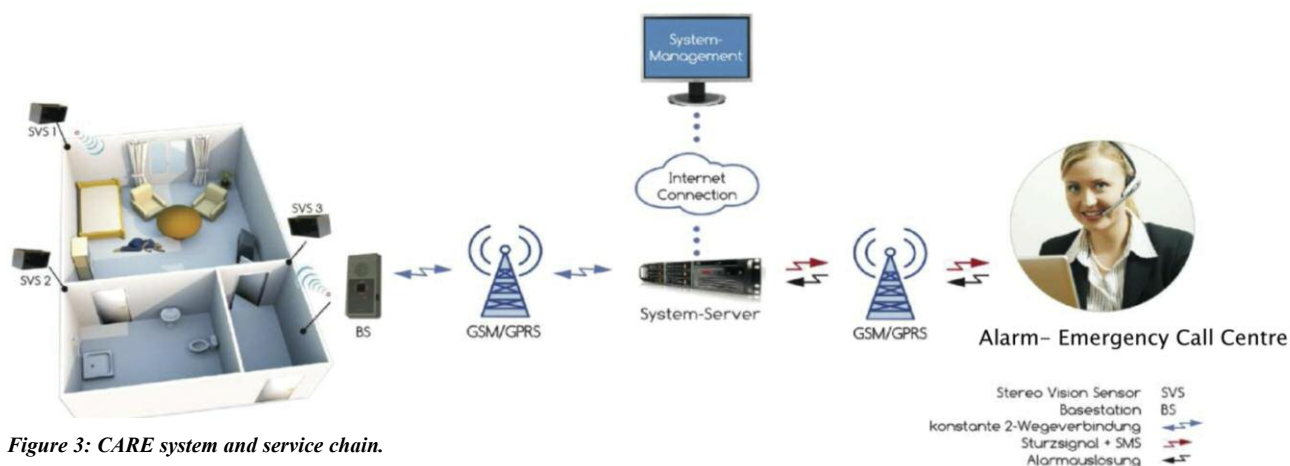 System-
Management
SVS 1
Internet
Connection
SVS 3
SVS 2
BS
GSM/GPRS
System-Server
GSM/GPRS
Alarm- Emergency Call Centre
Stereo Vision Sensor SVS
Basestation BS
konstante 2-Wegeverbindung
Sturzsignal + SMS
Alarmauslösung
Figure 3: CARE system and service chain.